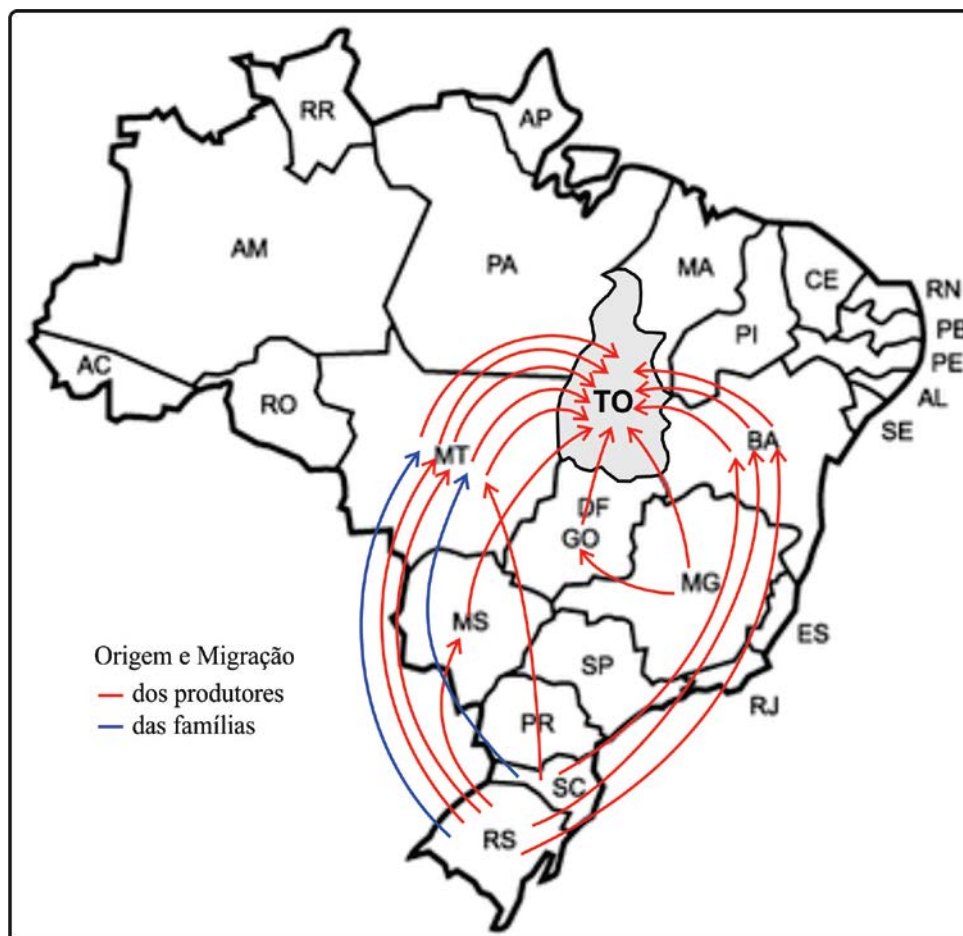 RR
AP
AM
PA
MA
CE
RN
PB
PE
AL
SE
PI
AC
RO
TO
MT
BA
DF
GO
MG
MS
ES
SP
RJ
PR
SC
RS
Origem e Migração
dos produtores
das famílias